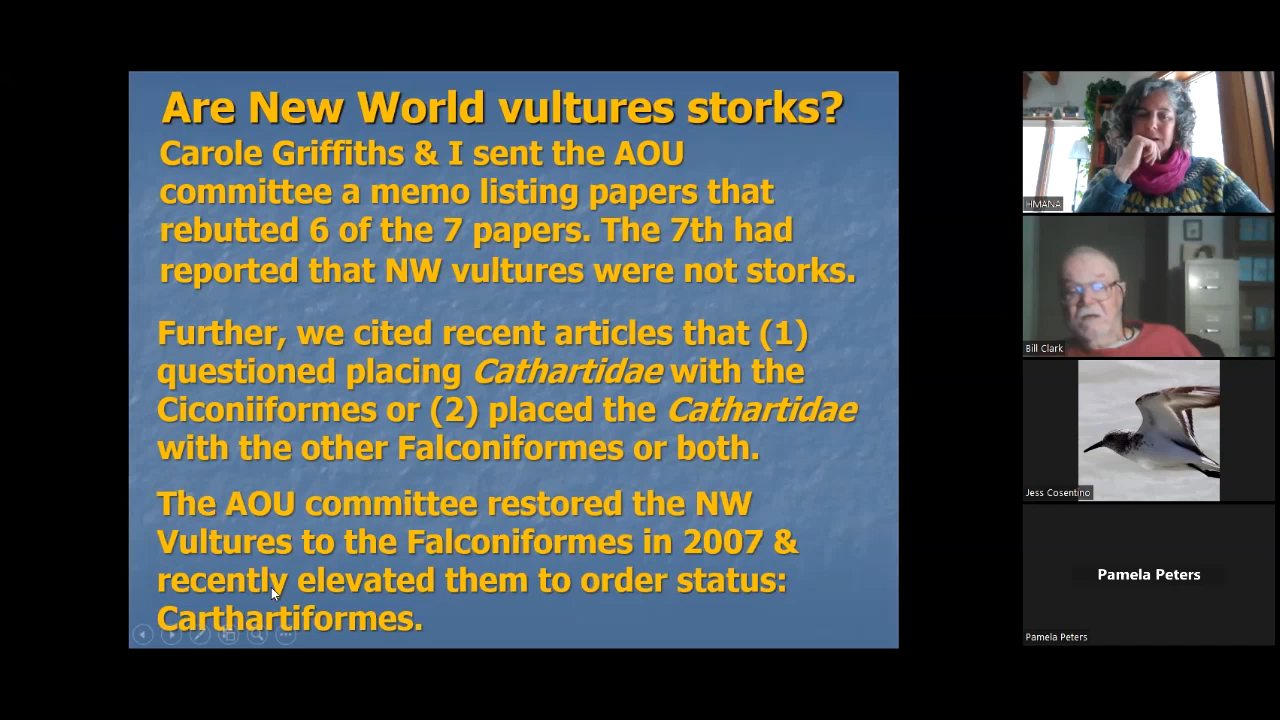 Are New World vultures storks?
Carole Griffiths & I sent the AOU
committee a memo listing papers that
rebutted 6 of the 7 papers. The 7th had
reported that NW vultures were not storks.
Further, we cited recent articles that (1)
questioned placing Cathartidae with the
Ciconiiformes or (2) placed the Cathartidae
with the other Falconiformes or both.
The AOU committee restored the NW
Vultures to the Falconiformes in 2007 &
recently elevated them to order status:
Carthartiformes.
HMANA
Bill Clark
Jess Cosentino
Pamela Peters
Pamela Peters